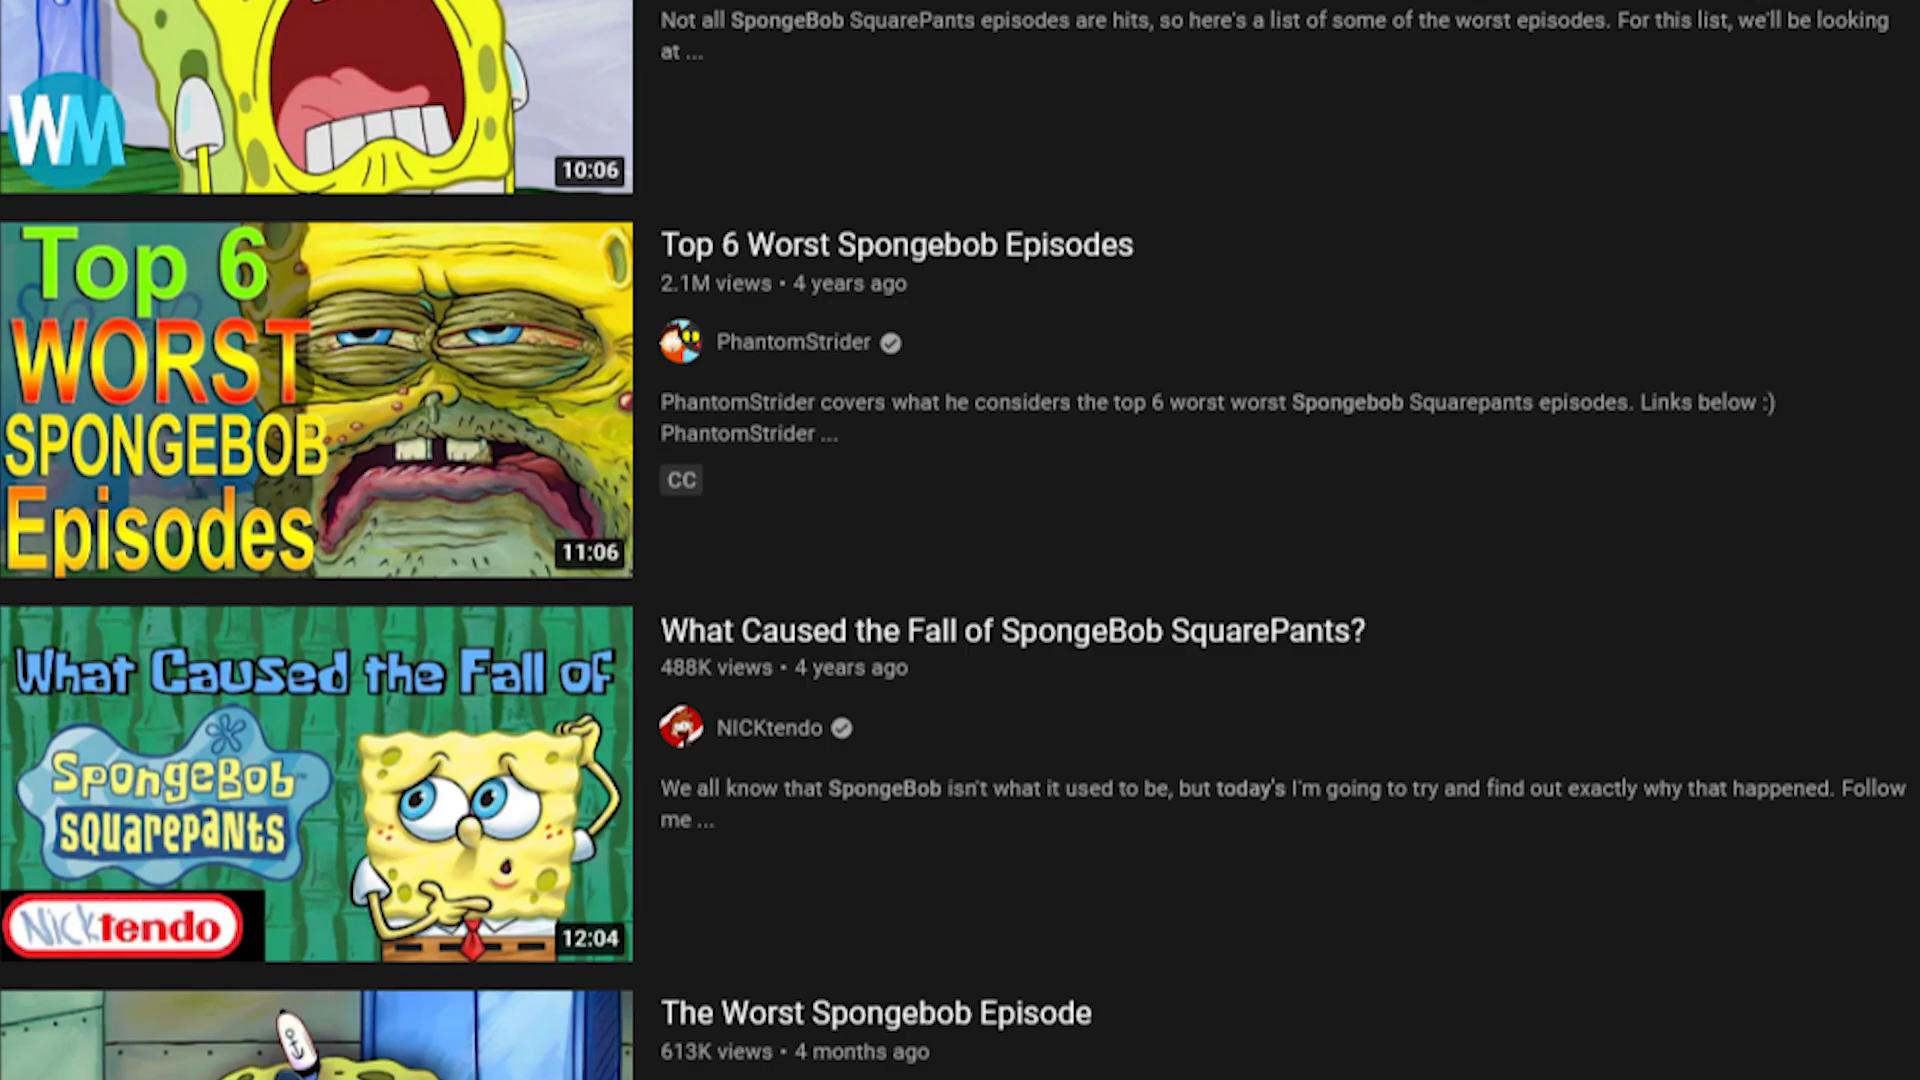 Not all SpongeBob SquarePants episodes are hits, so here's a list of some of the worst episodes. For this list, we'll be looking
at ...
WM
10:06
Top 6
WORST
SPONGEBOB
Episodes
11:06
Top 6 Worst Spongebob Episodes
2.1M views • 4 years ago
PhantomStrider
PhantomStrider covers what he considers the top 6 worst worst Spongebob Squarepants episodes. Links below :)
PhantomStrider ...
CC
What Caused the Fall of
SpongeBob
SquarePants
Nicktendo
12:04
What Caused the Fall of SpongeBob SquarePants?
488K views • 4 years ago
NICKtendo
We all know that SpongeBob isn't what it used to be, but today's I'm going to try and find out exactly why that happened. Follow
me ...
The Worst Spongebob Episode
613K views • 4 months ago